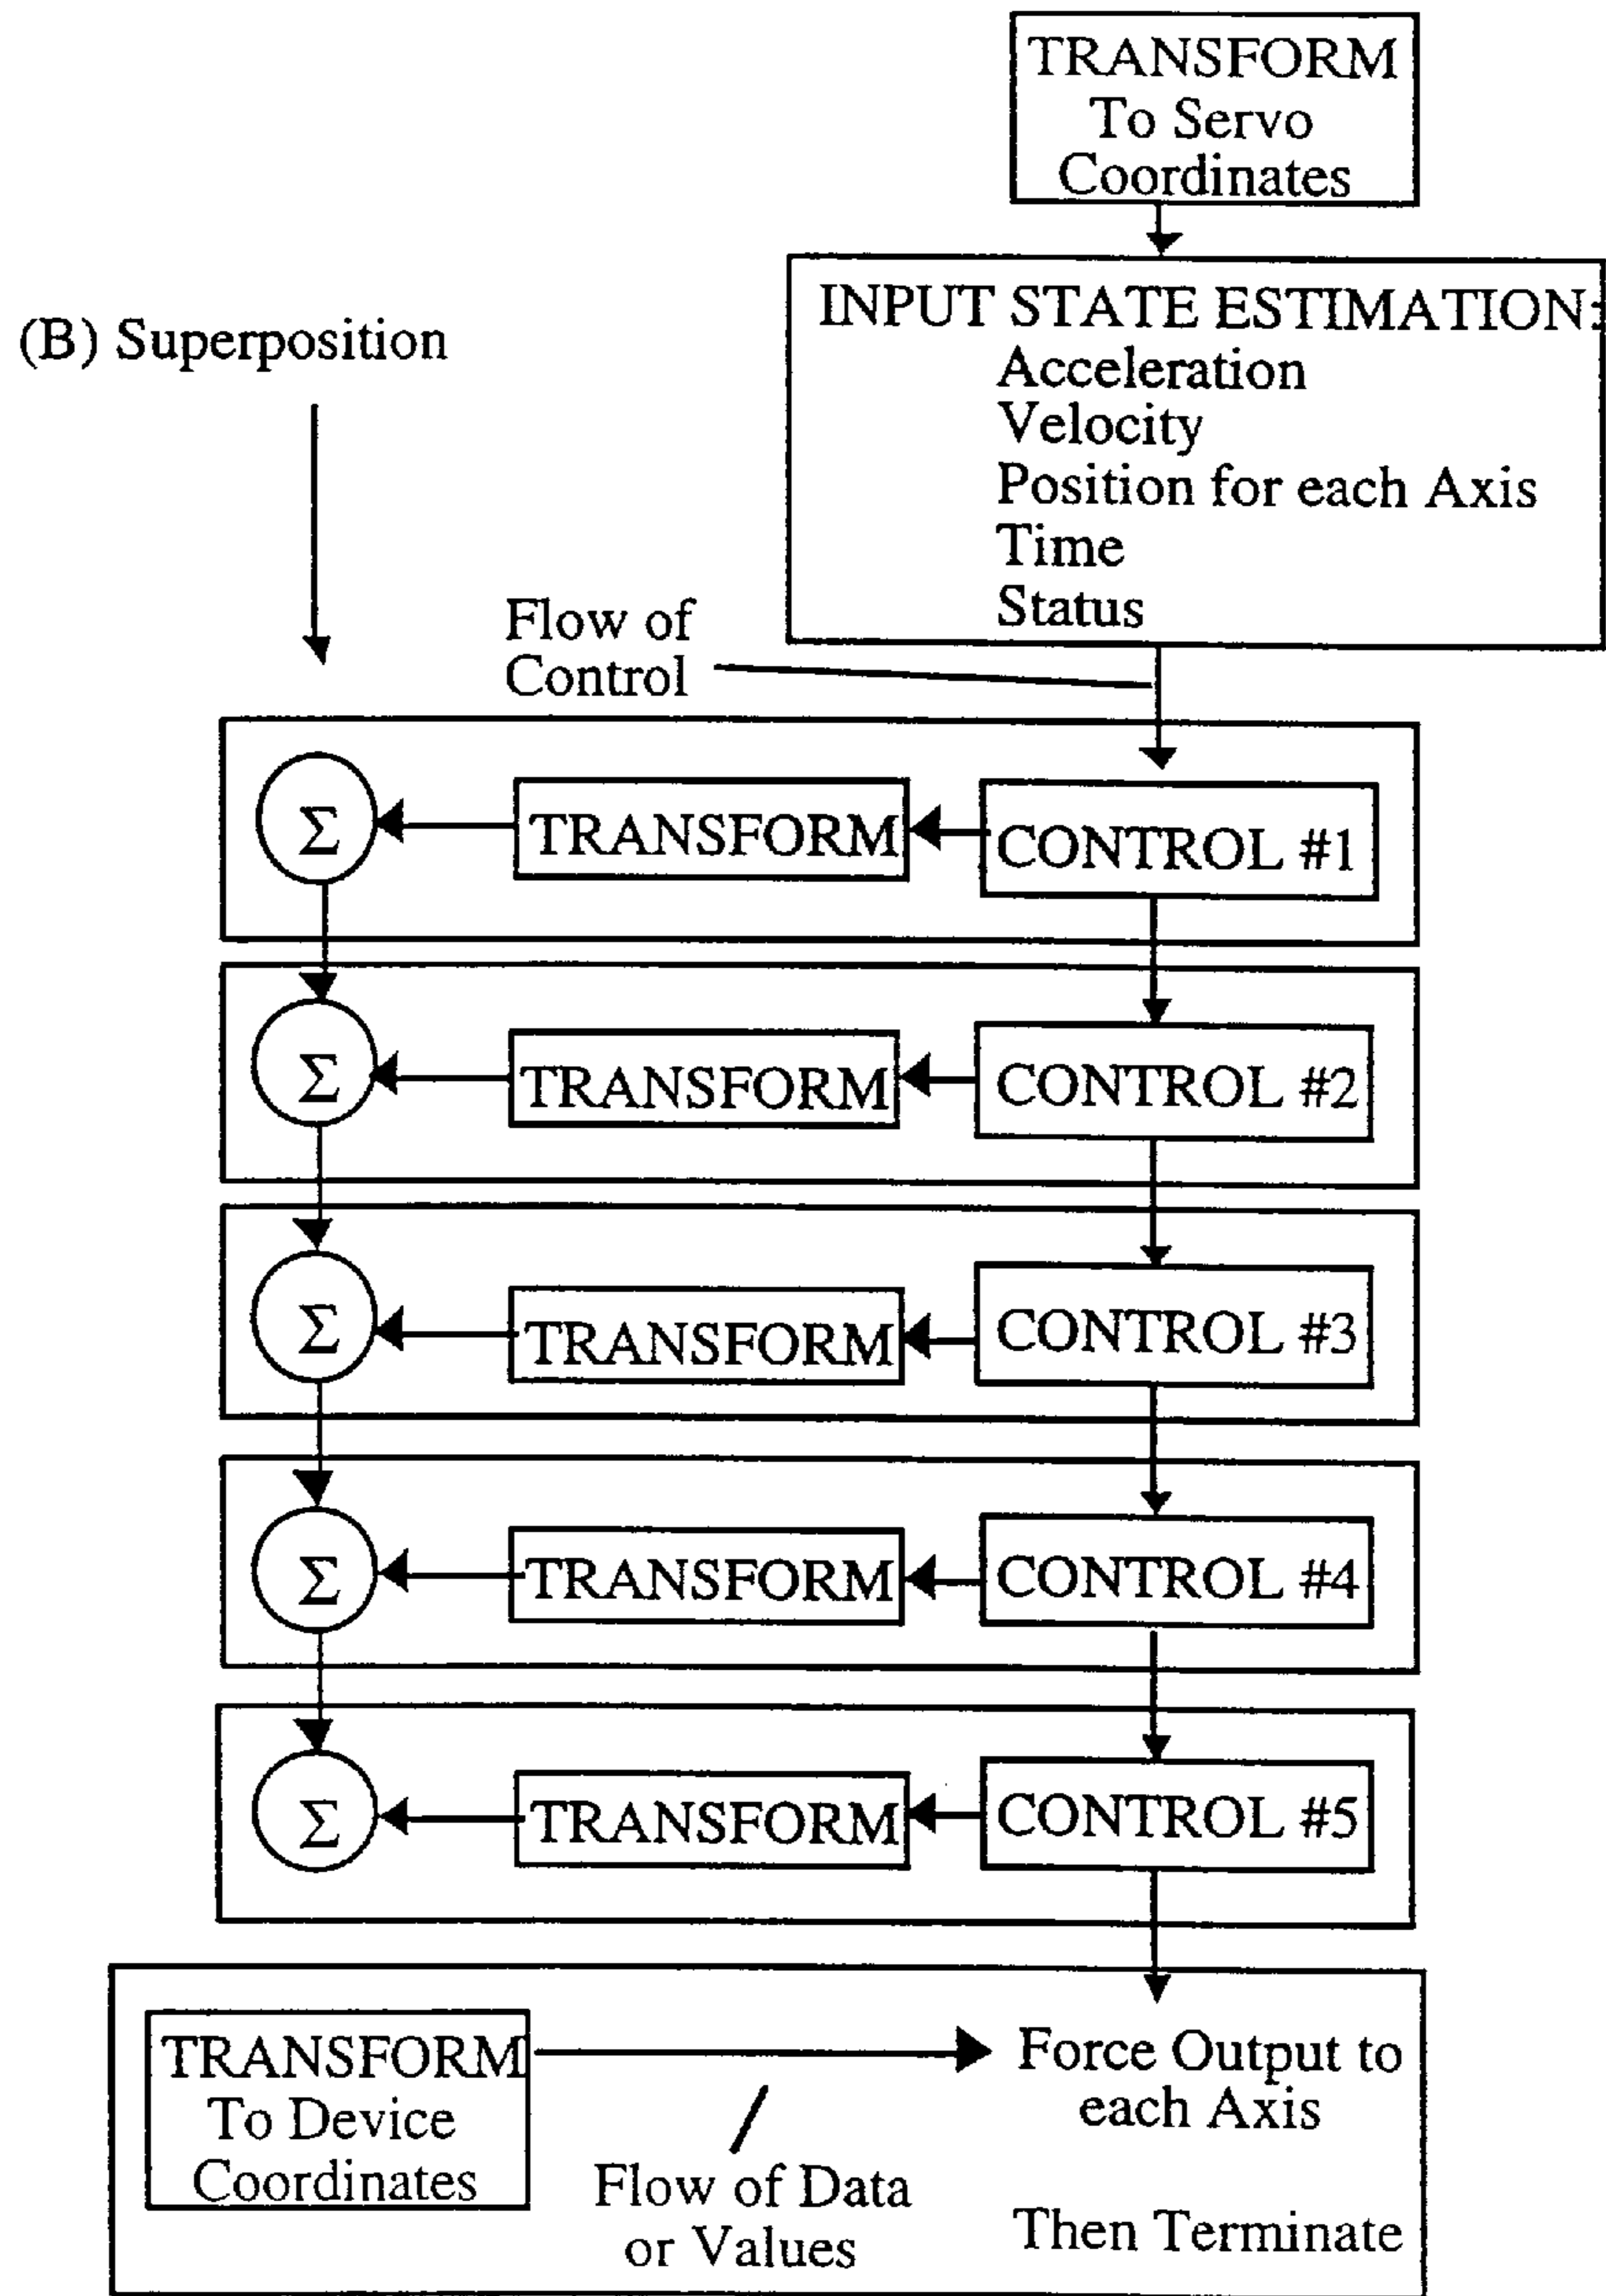 TRANSFORM
To Servo
Coordinates
INPUT STATE ESTIMATION:
Acceleration
Velocity
Position for each Axis
Time
Status
(B) Superposition
Flow of
Control
Σ TRANSFORM CONTROL #1
Σ TRANSFORM CONTROL #2
Σ TRANSFORM CONTROL #3
Σ TRANSFORM CONTROL #4
Σ TRANSFORM CONTROL #5
TRANSFORM
To Device
Coordinates
Flow of Data
or Values
Force Output to
each Axis
Then Terminate